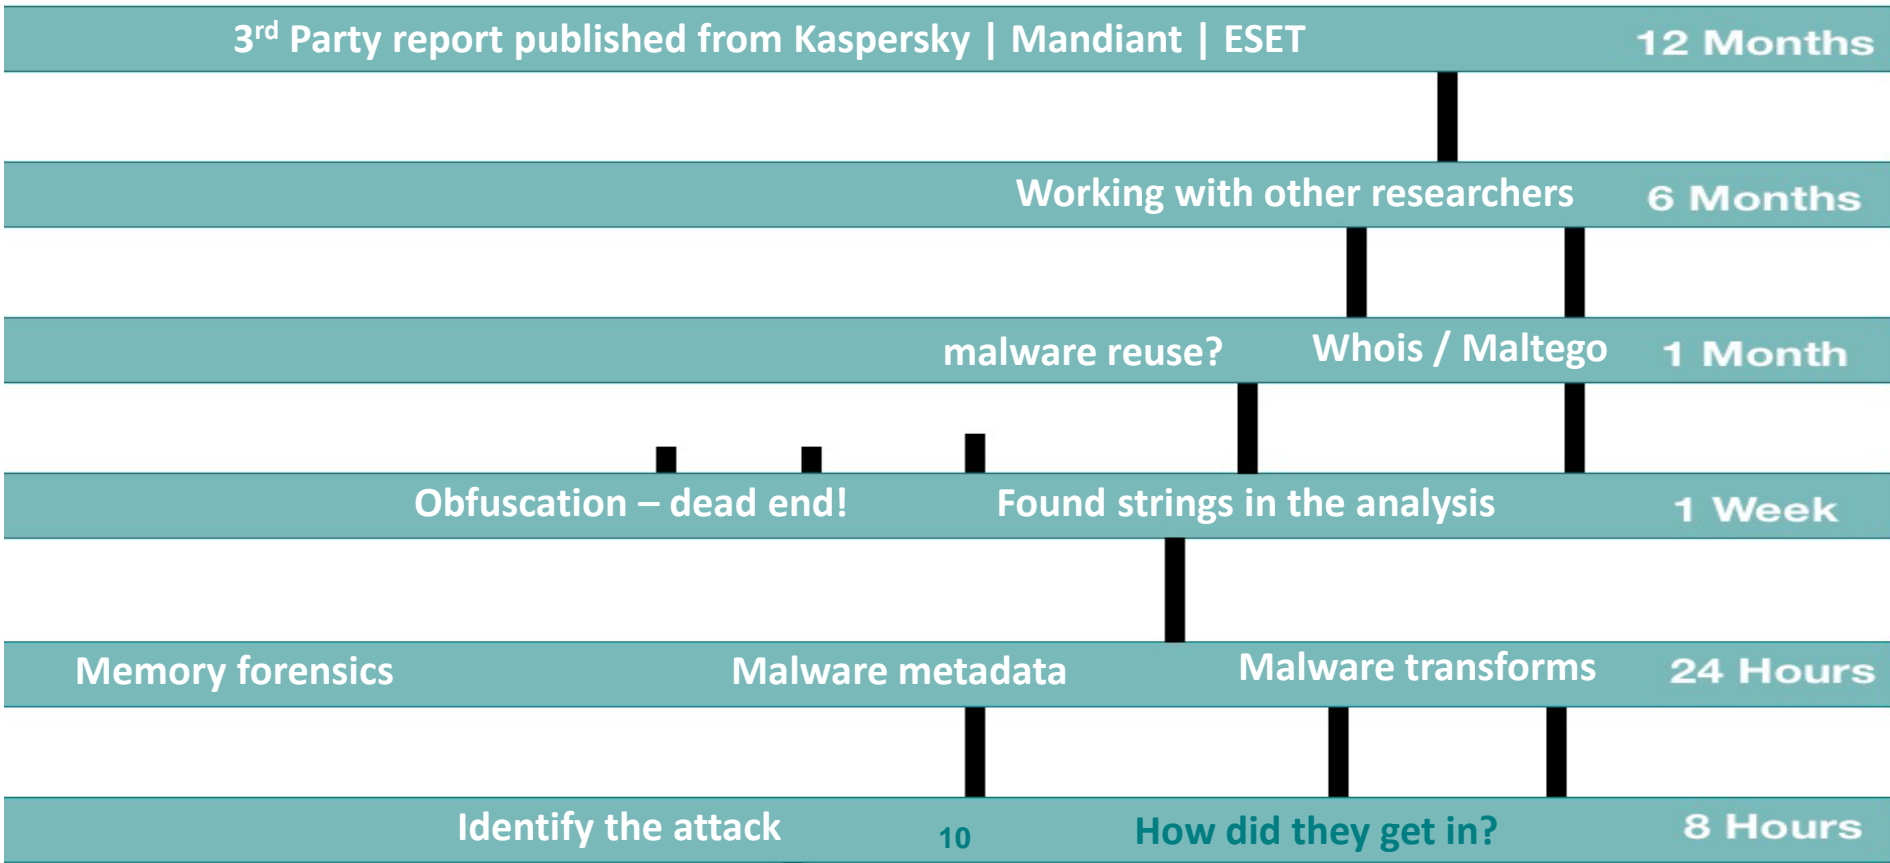 3rd Party report published from Kaspersky | Mandiant | ESET 12 Months
Working with other researchers 6 Months
malware reuse? Whois / Maltego 1 Month
Obfuscation – dead end! Found strings in the analysis 1 Week
Memory forensics Malware metadata Malware transforms 24 Hours
Identify the attack 10 How did they get in? 8 Hours